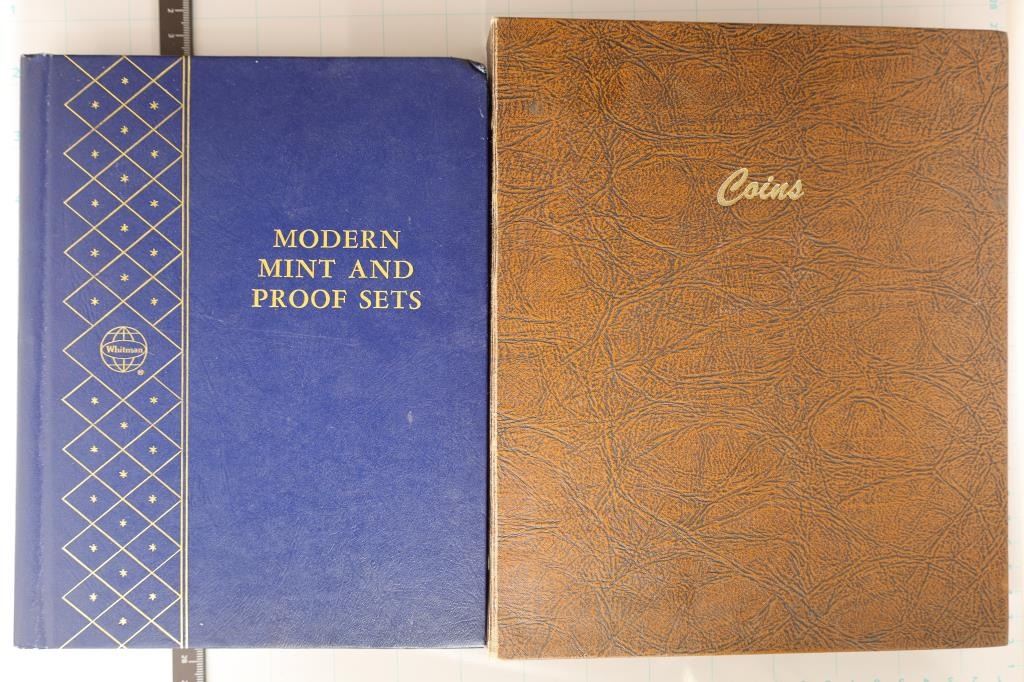 MODERN
MINT AND
PROOF SETS
Whitman
®
Coins